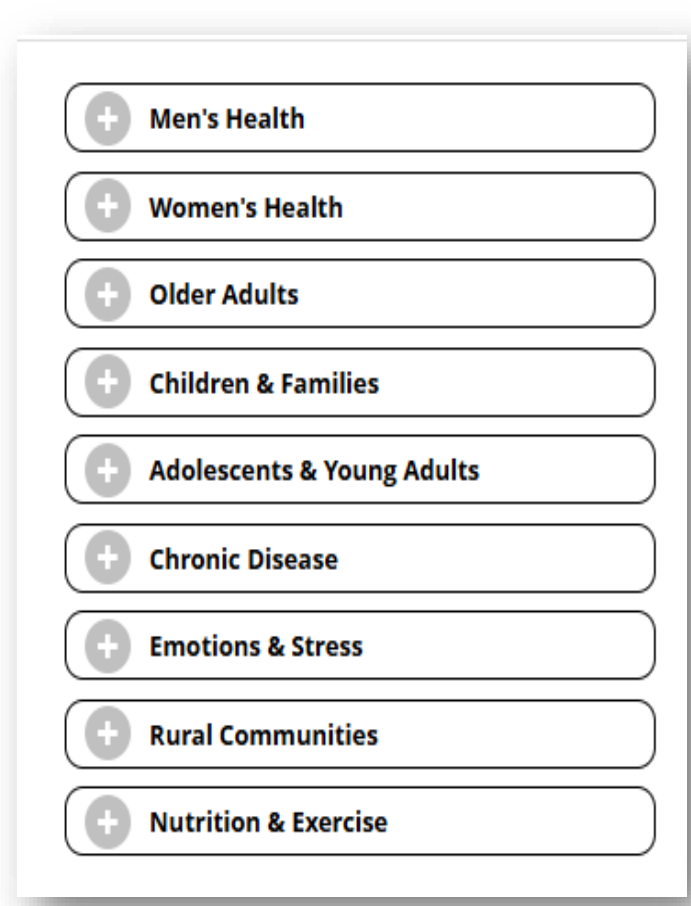 Men's Health
Women's Health
Older Adults
Children & Families
Adolescents & Young Adults
Chronic Disease
Emotions & Stress
Rural Communities
Nutrition & Exercise